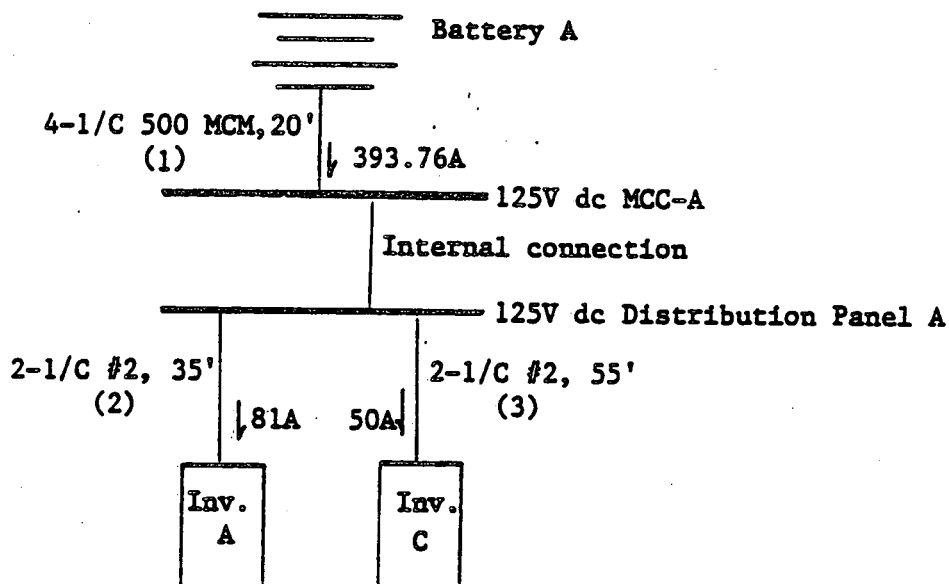 Battery A
4-1/C 500 MCM, 20'
(1)
393.76A
125V dc MCC-A
Internal connection
125V dc Distribution Panel A
2-1/C #2, 35'
(2)
2-1/C #2, 55'
(3)
81A
50A
Inv.
A
Inv.
C